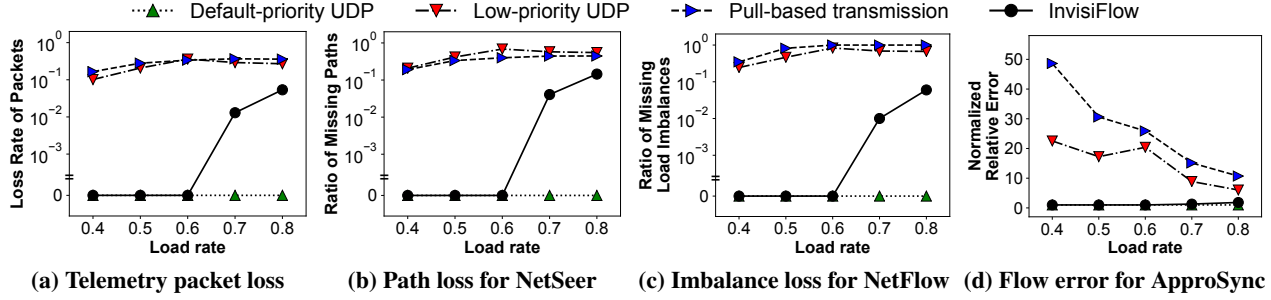 Default-priority UDP Low-priority UDP Pull-based transmission InvisiFlow
Loss Rate of Packets
10⁰
10⁻¹
10⁻²
10⁻³
0
0.4 0.5 0.6 0.7 0.8
Load rate
(a) Telemetry packet loss
Ratio of Missing Paths
10⁰
10⁻¹
10⁻²
10⁻³
0
0.4 0.5 0.6 0.7 0.8
Load rate
(b) Path loss for NetSeer
Ratio of Missing
Load Imbalances
10⁰
10⁻¹
10⁻²
10⁻³
0
0.4 0.5 0.6 0.7 0.8
Load rate
(c) Imbalance loss for NetFlow
Normalized
Relative Error
50
40
30
20
10
0
0.4 0.5 0.6 0.7 0.8
Load rate
(d) Flow error for ApproSync